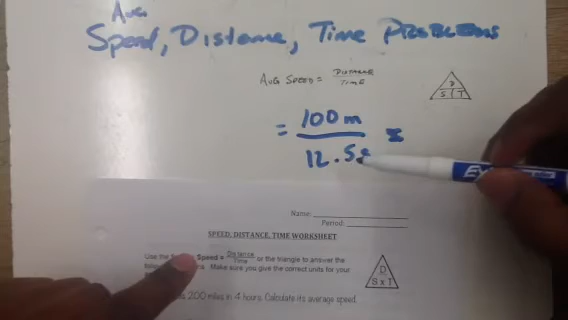 Avg
Speed, Distance, Time Problems
Avg Speed = Distance
Time
D
S T
= 100m
12.5s
=
Name:
Period:
SPEED, DISTANCE, TIME WORKSHEET
Use the Speed = Distance or the triangle to answer the
Time
Make sure you give the correct units for your
D
S x T
200 miles in 4 hours. Calculate its average speed.